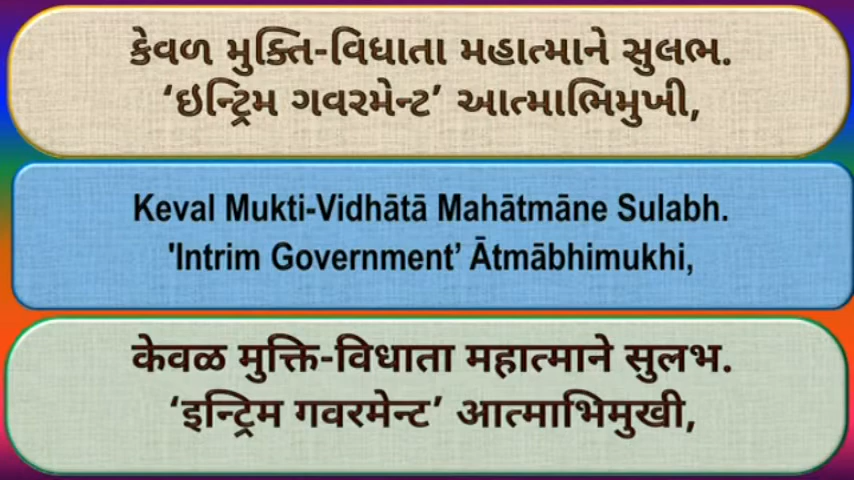 કેવળ મુક્તિ-વિધાતા મહાત્માને સુલભ.
‘ઇન્ટ્રિમ ગવરમેન્ટ’ આત્માભિમુખી,
Keval Mukti-Vidhātā Mahātmāne Sulabh.
'Intrim Government’ Ātmābhimukhi,
केवळ मुक्ति-विधाता महात्माने सुलभ.
‘इन्ट्रिम गवरमेन्ट’ आत्माभिमुखी,